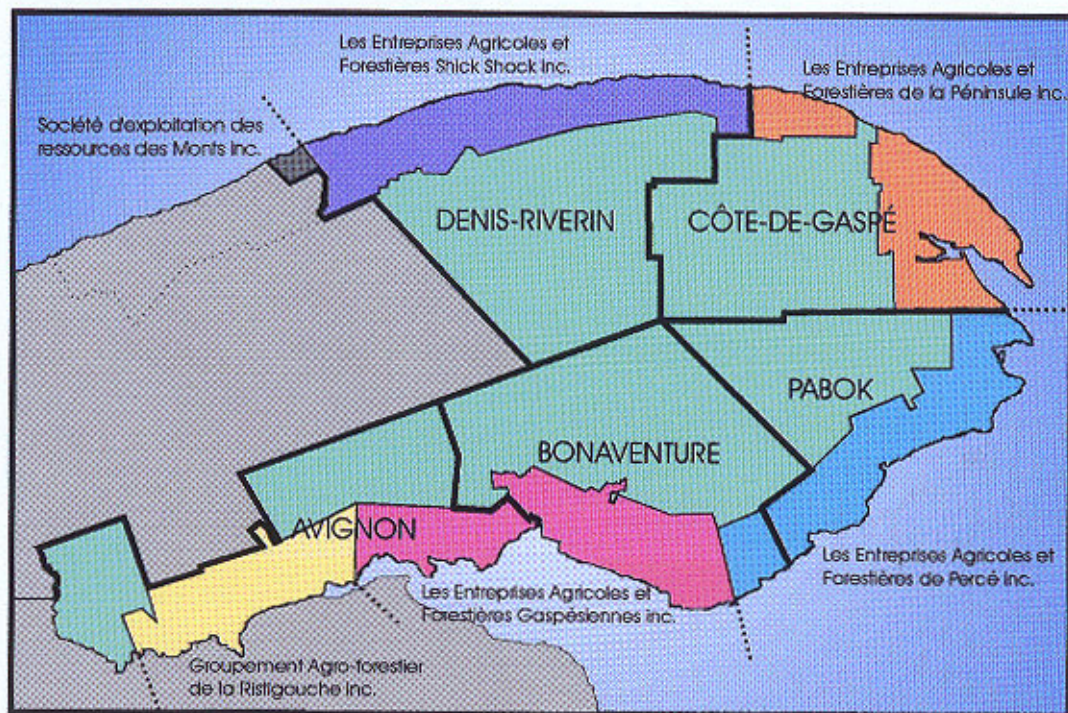 Les Entreprises Agricoles et
Forestières Shick Shock Inc.
Les Entreprises Agricoles et
Forestières de la Péninsule Inc.
Société d'exploitation des
ressources des Monts Inc.
DENIS-RIVERIN
CÔTE-DE-GASPÉ
PABOK
BONAVENTURE
AVIGNON
Les Entreprises Agricoles et
Forestières de Percé Inc.
Les Entreprises Agricoles et
Forestières Gaspésiennes inc.
Groupement Agro-forestier
de la Ristigouche Inc.